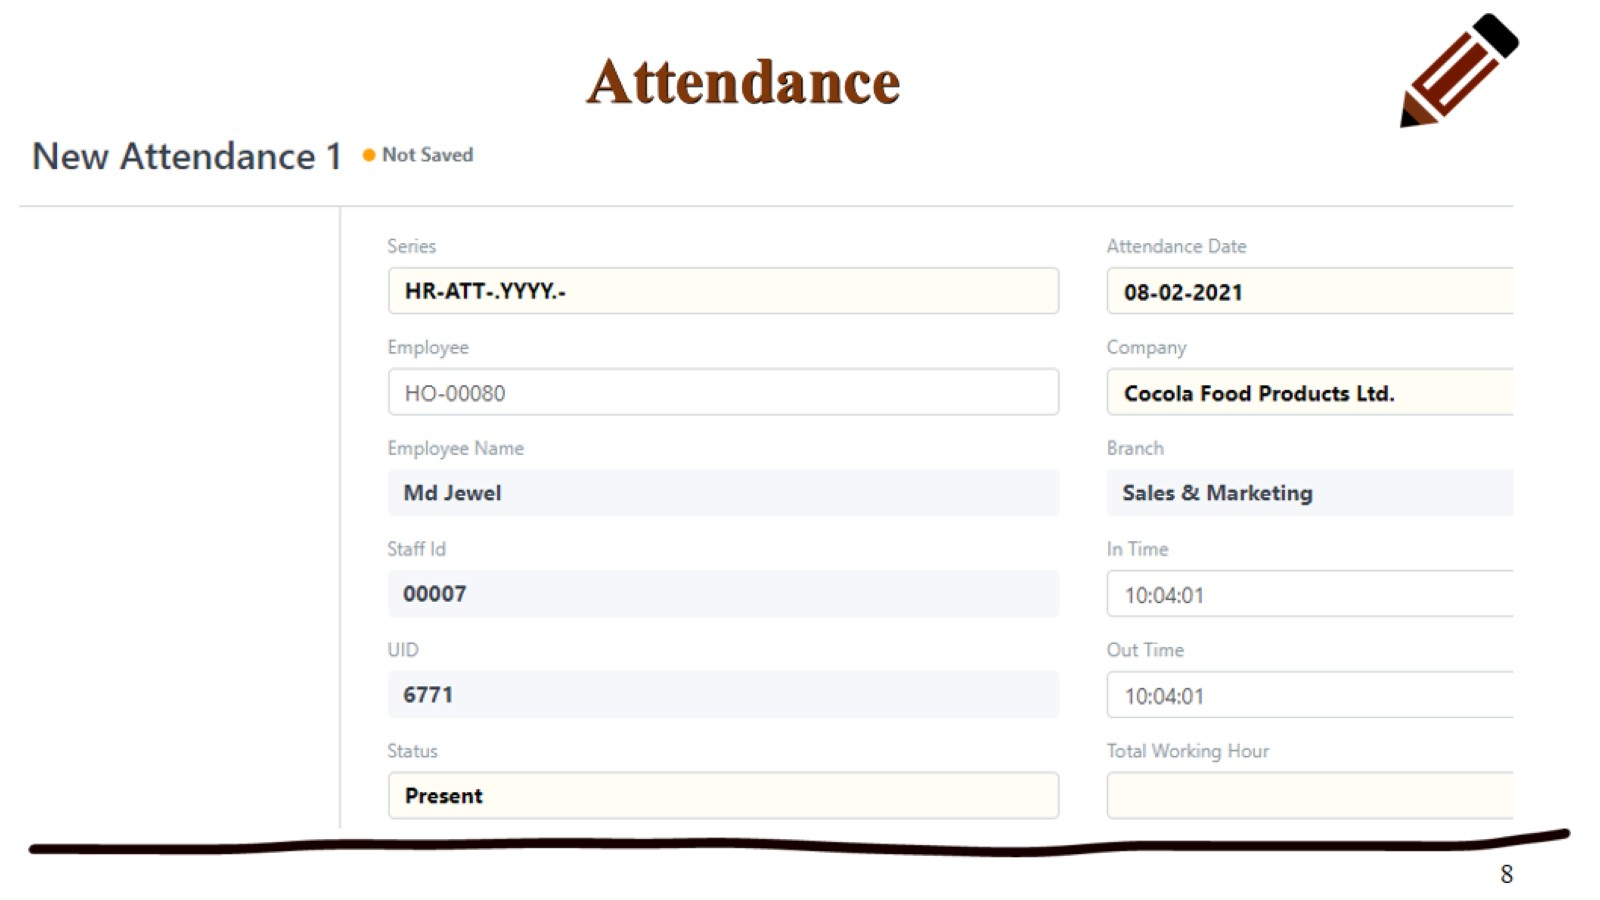 Attendance
New Attendance 1 Not Saved
Series
HR-ATT-.YYYY.-
Employee
HO-00080
Employee Name
Md Jewel
Staff Id
00007
UID
6771
Status
Present
Attendance Date
08-02-2021
Company
Cocola Food Products Ltd.
Branch
Sales & Marketing
In Time
10:04:01
Out Time
10:04:01
Total Working Hour
8